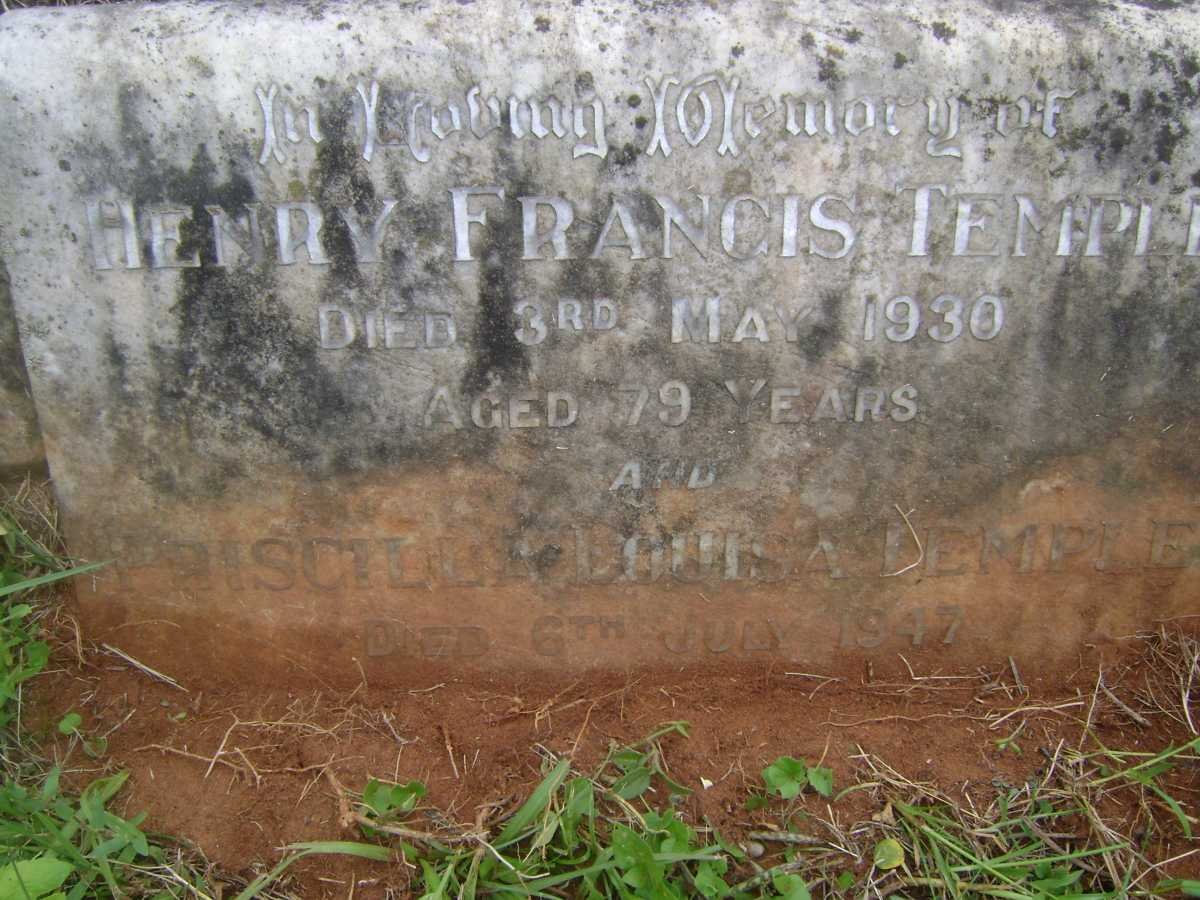 In Loving Memory of
HENRY FRANCIS TEMPLE
DIED 3RD MAY 1930
AGED 79 YEARS
AND
PRISCILLA LOUISA TEMPLE
DIED 6TH JULY 1947